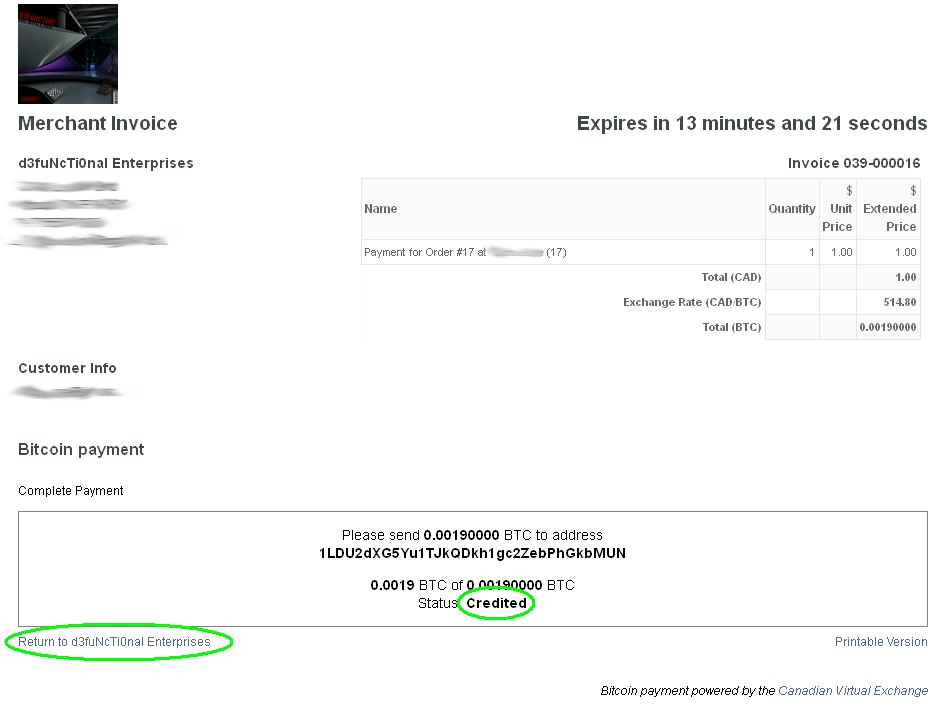 Merchant Invoice
Expires in 13 minutes and 21 seconds
d3fuNcTi0nal Enterprises
Invoice 039-000016
Name Quantity $ Unit Price $ Extended Price
Payment for Order #17 at (17) 1 1.00 1.00
Total (CAD) 1.00
Exchange Rate (CAD/BTC) 514.80
Total (BTC) 0.00190000
Customer Info
Bitcoin payment
Complete Payment
Please send 0.00190000 BTC to address
1LDU2dXG5Yu1TJkQDkh1gc2ZebPhGkbMUN
0.0019 BTC of 0.00190000 BTC
Status Credited
Return to d3fuNcTi0nal Enterprises
Printable Version
Bitcoin payment powered by the Canadian Virtual Exchange